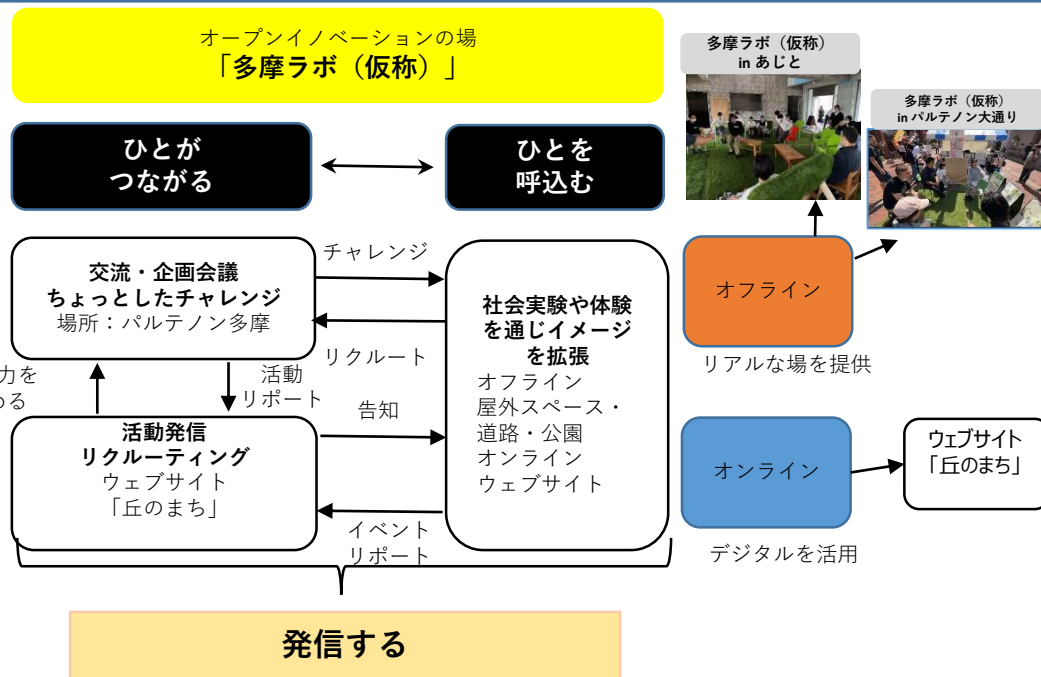 オープンイノベーションの場
「多摩ラボ（仮称）」
多摩ラボ（仮称）
in あじと
多摩ラボ（仮称）
in パルテノン大通り
ひとが
つながる
ひとを
呼込む
交流・企画会議
ちょっとしたチャレンジ
場所：パルテノン多摩
チャレンジ
リクルート
社会実験や体験
を通じイメージ
を拡張
オフライン
屋外スペース・
道路・公園
オンライン
ウェブサイト
オフライン
リアルな場を提供
力を
める
活動
リポート
告知
活動発信
リクルーティング
ウェブサイト
「丘のまち」
イベント
リポート
オンライン
デジタルを活用
ウェブサイト
「丘のまち」
発信する